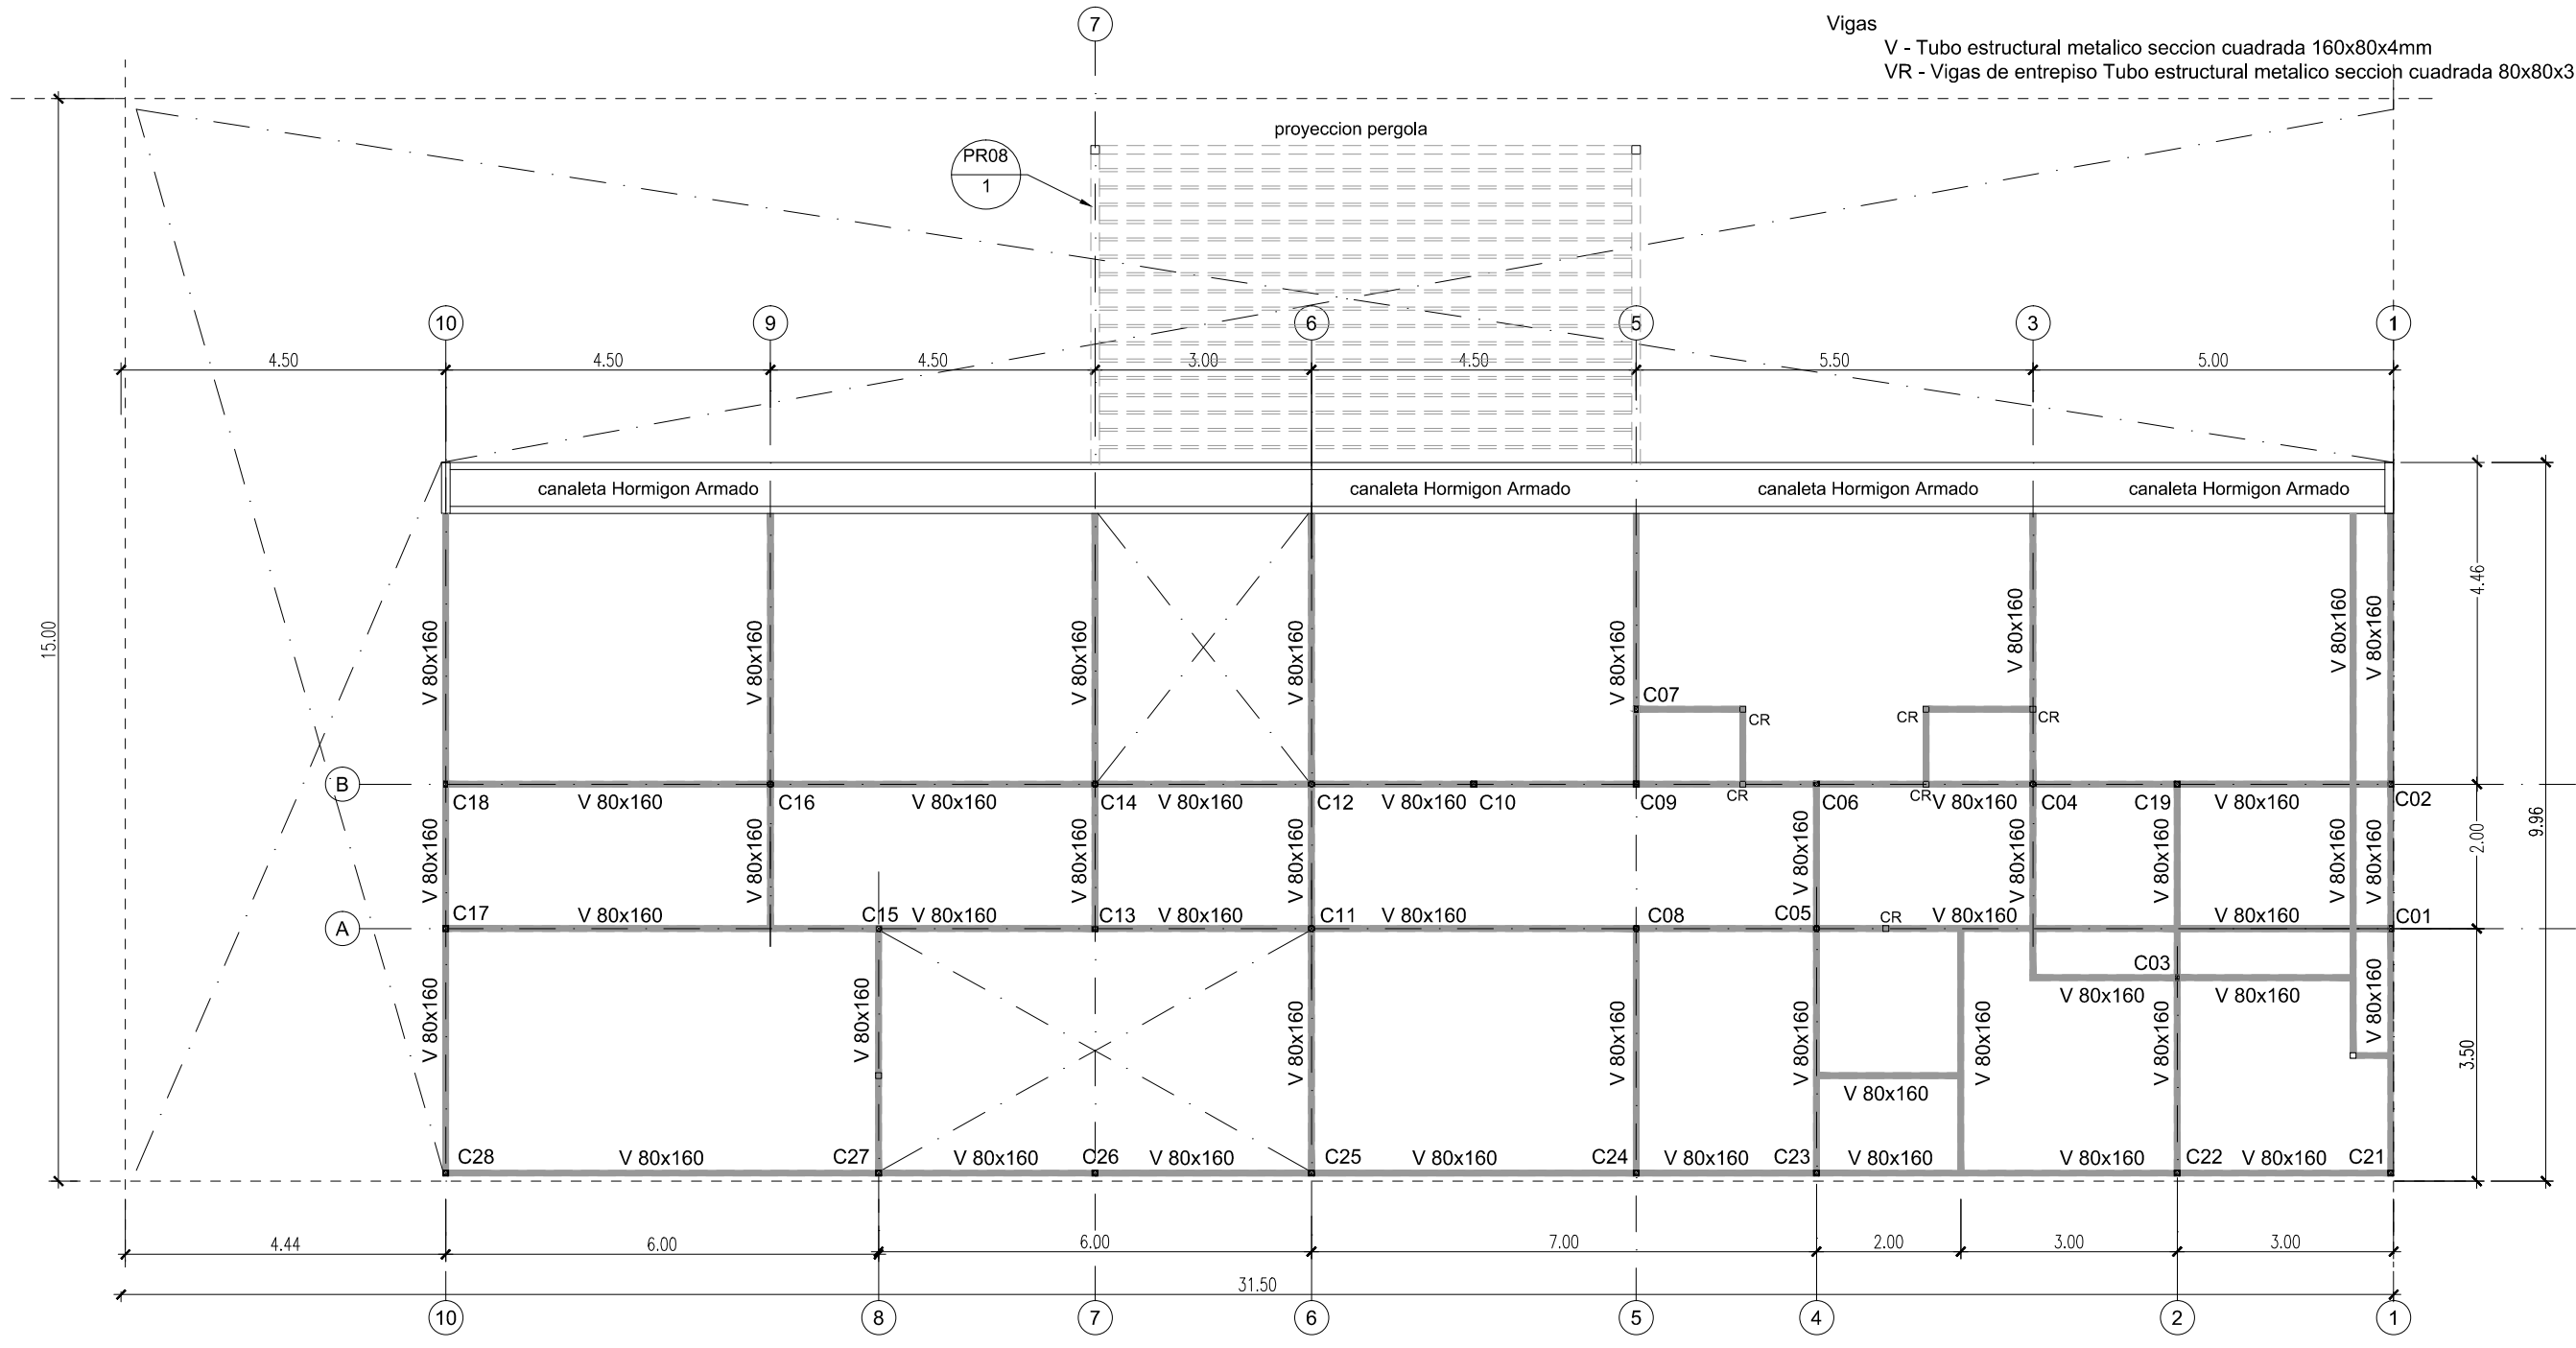 7
Vigas
V - Tubo estructural metalico seccion cuadrada 160x80x4mm
VR - Vigas de entrepiso Tubo estructural metalico seccion cuadrada 80x80x3
proyeccion pergola
PR08
1
10
9
6
5
3
1
4.50
4.50
4.50
3.00
4.50
5.50
5.00
canaleta Hormigon Armado
canaleta Hormigon Armado
canaleta Hormigon Armado
canaleta Hormigon Armado
15.00
4.46
V 80x160
V 80x160
V 80x160
V 80x160
V 80x160
V 80x160
V 80x160
V 80x160
C07
CR
CR
CR
B
C18
V 80x160
C16
V 80x160
C14
V 80x160
C12
V 80x160
C10
C09
CR
C06
CR
V 80x160
C04
C19
V 80x160
C02
2.00
9.96
V 80x160
V 80x160
V 80x160
V 80x160
V 80x160
V 80x160
V 80x160
V 80x160
V 80x160
A
C17
V 80x160
C15
V 80x160
C13
V 80x160
C11
V 80x160
C08
C05
CR
V 80x160
V 80x160
C01
C03
V 80x160
V 80x160
V 80x160
V 80x160
V 80x160
V 80x160
V 80x160
V 80x160
V 80x160
V 80x160
V 80x160
3.50
V 80x160
C28
V 80x160
C27
V 80x160
C26
V 80x160
C25
V 80x160
C24
V 80x160
C23
V 80x160
V 80x160
C22
V 80x160
C21
4.44
6.00
6.00
7.00
2.00
3.00
3.00
31.50
10
8
7
6
5
4
2
1